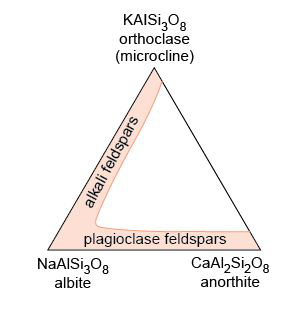 KAlSi₃O₈
orthoclase
(microcline)
alkali feldspars
plagioclase feldspars
NaAlSi₃O₈
albite
CaAl₂Si₂O₈
anorthite